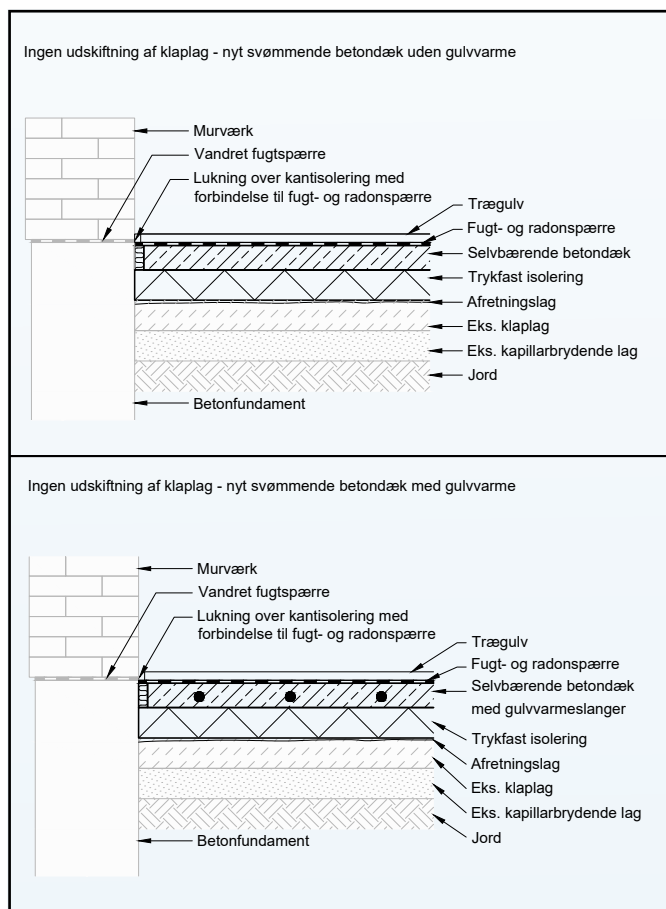 Ingen udskiftning af klaplag - nyt svømmende betondæk uden gulvvarme
Murværk
Vandret fugtspærre
Lukning over kantisolering med
forbindelse til fugt- og radonspærre
Trægulv
Fugt- og radonspærre
Selvbærende betondæk
Trykfast isolering
Afretningslag
Eks. klaplag
Eks. kapillarbrydende lag
Jord
Betonfundament
Ingen udskiftning af klaplag - nyt svømmende betondæk med gulvvarme
Murværk
Vandret fugtspærre
Lukning over kantisolering med
forbindelse til fugt- og radonspærre
Trægulv
Fugt- og radonspærre
Selvbærende betondæk
med gulvvarmeslanger
Trykfast isolering
Afretningslag
Eks. klaplag
Eks. kapillarbrydende lag
Jord
Betonfundament